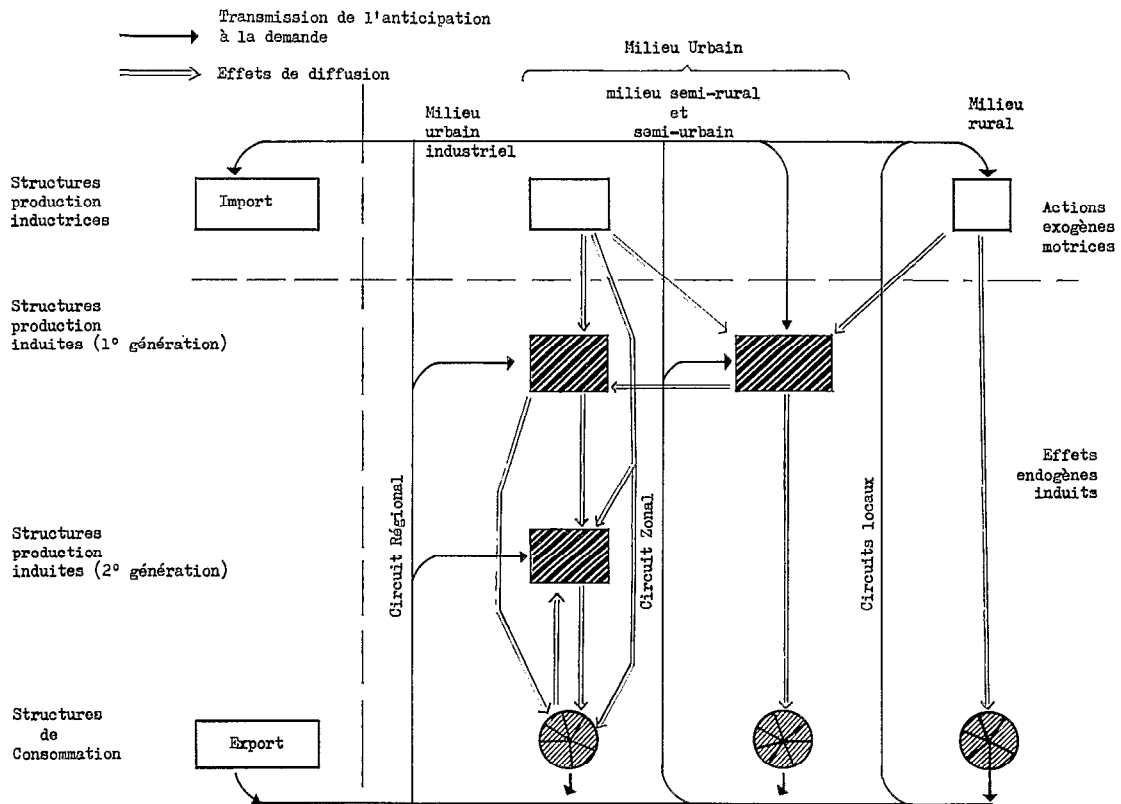 Transmission de l'anticipation
à la demande
Effets de diffusion
Milieu Urbain
milieu semi-rural
et
semi-urbain
Milieu
urbain
industriel
Milieu
rural
Structures
production
inductrices
Import
Actions
exogènes
motrices
Structures
production
induites (1° génération)
Effets
endogènes
induits
Circuit Régional
Circuit Zonal
Circuits locaux
Structures
production
induites (2° génération)
Structures
de
Consommation
Export